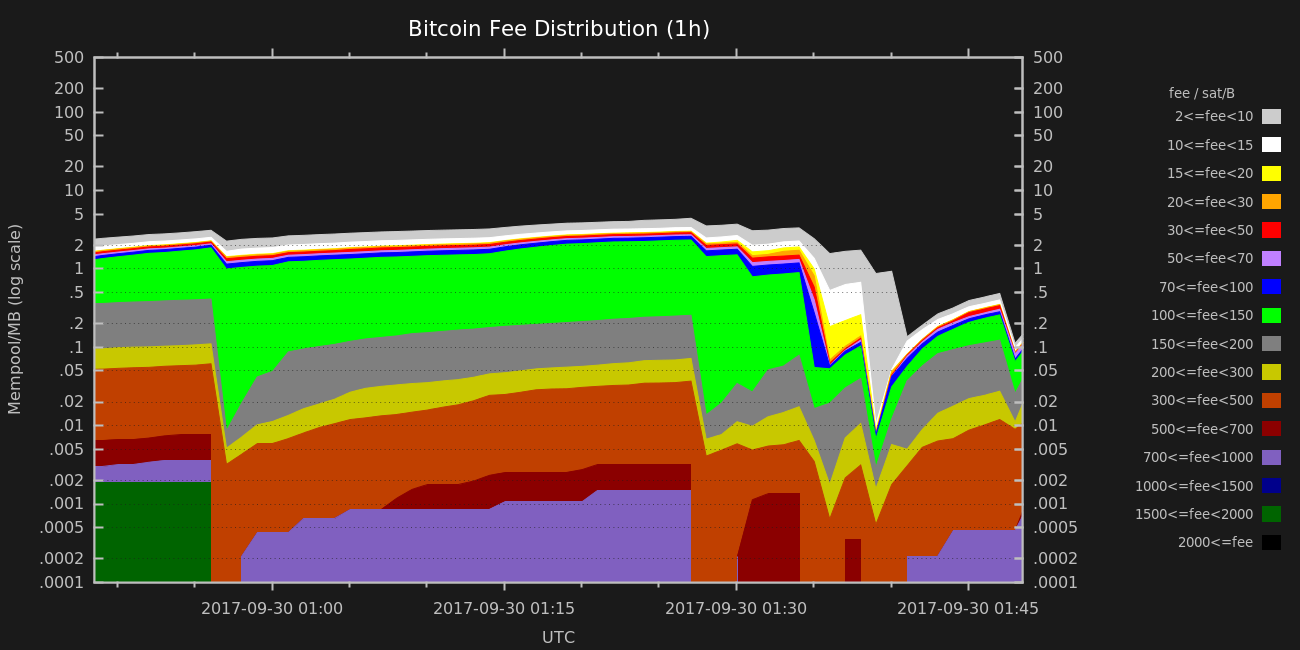 Bitcoin Fee Distribution (1h)
Mempool/MB (log scale)
500
200
100
50
20
10
5
2
1
.5
.2
.1
.05
.02
.01
.005
.002
.001
.0005
.0002
.0001
500
200
100
50
20
10
5
2
1
.5
.2
.1
.05
.02
.01
.005
.002
.001
.0005
.0002
.0001
fee / sat/B
2<=fee<10
10<=fee<15
15<=fee<20
20<=fee<30
30<=fee<50
50<=fee<70
70<=fee<100
100<=fee<150
150<=fee<200
200<=fee<300
300<=fee<500
500<=fee<700
700<=fee<1000
1000<=fee<1500
1500<=fee<2000
2000<=fee
2017-09-30 01:00
2017-09-30 01:15
2017-09-30 01:30
2017-09-30 01:45
UTC